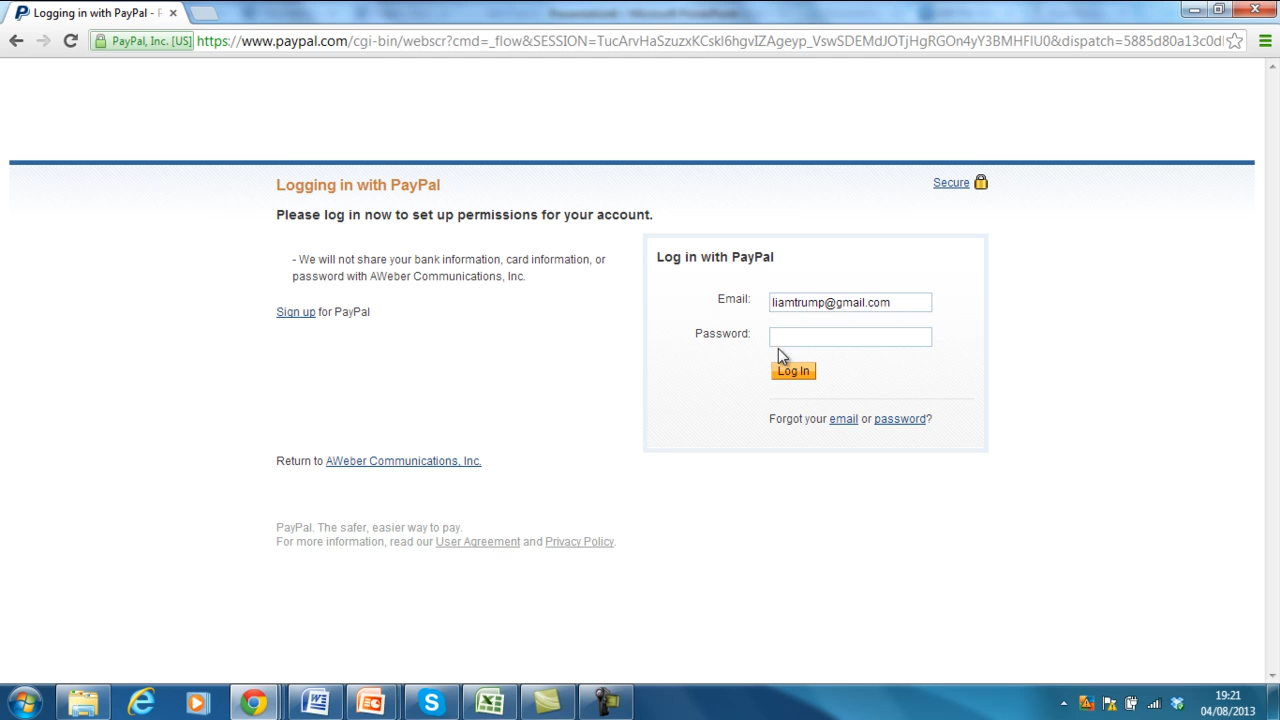 Logging in with PayPal - P
PayPal, Inc. [US]
https://www.paypal.com/cgi-bin/webscr?cmd=_flow&SESSION=TucArvHaSzuzxKCskl6hgvIZAgeyp_VswSDEMdJOTjHgRGOn4yY3BMHFIU0&dispatch=5885d80a13c0d
Logging in with PayPal
Secure
Please log in now to set up permissions for your account.
- We will not share your bank information, card information, or
password with AWeber Communications, Inc.
Sign up for PayPal
Log in with PayPal
Email: liamtrump@gmail.com
Password:
Log In
Forgot your email or password?
Return to AWeber Communications, Inc.
PayPal. The safer, easier way to pay.
For more information, read our User Agreement and Privacy Policy.
19:21
04/08/2013